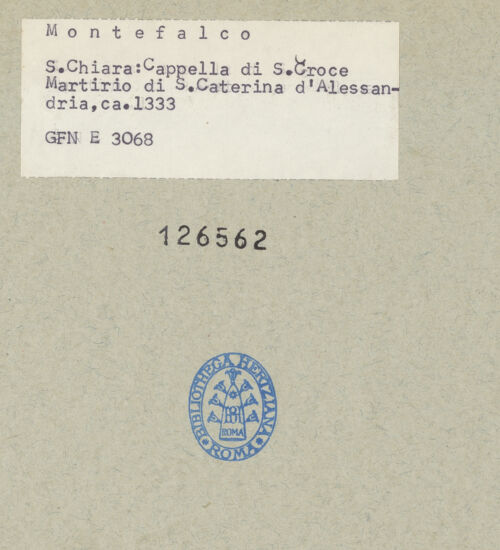 Montefalco
S.Chiara:Cappella di S.Croce
Martirio di S.Caterina d'Alessan-
dria,ca.1333
GFN E 3068
126562
BIBLIOTHECA HERTZIANA
BH
ROMA
ROMA